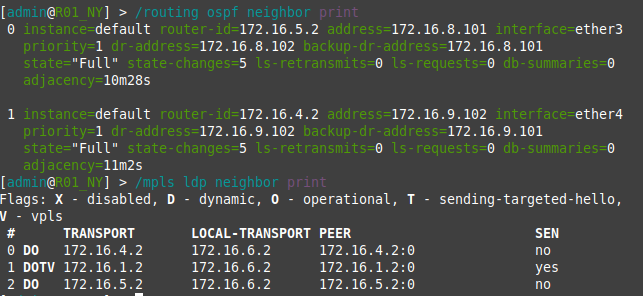 [admin@R01_NY] > /routing ospf neighbor print
0 instance=default router-id=172.16.5.2 address=172.16.8.101 interface=ether3
priority=1 dr-address=172.16.8.102 backup-dr-address=172.16.8.101
state="Full" state-changes=5 ls-retransmits=0 ls-requests=0 db-summaries=0
adjacency=10m28s
1 instance=default router-id=172.16.4.2 address=172.16.9.102 interface=ether4
priority=1 dr-address=172.16.9.102 backup-dr-address=172.16.9.101
state="Full" state-changes=5 ls-retransmits=0 ls-requests=0 db-summaries=0
adjacency=11m2s
[admin@R01_NY] > /mpls ldp neighbor print
Flags: X - disabled, D - dynamic, O - operational, T - sending-targeted-hello,
V - vpls
# TRANSPORT LOCAL-TRANSPORT PEER SEN
0 DO 172.16.4.2 172.16.6.2 172.16.4.2:0 no
1 DOTV 172.16.1.2 172.16.6.2 172.16.1.2:0 yes
2 DO 172.16.5.2 172.16.6.2 172.16.5.2:0 no